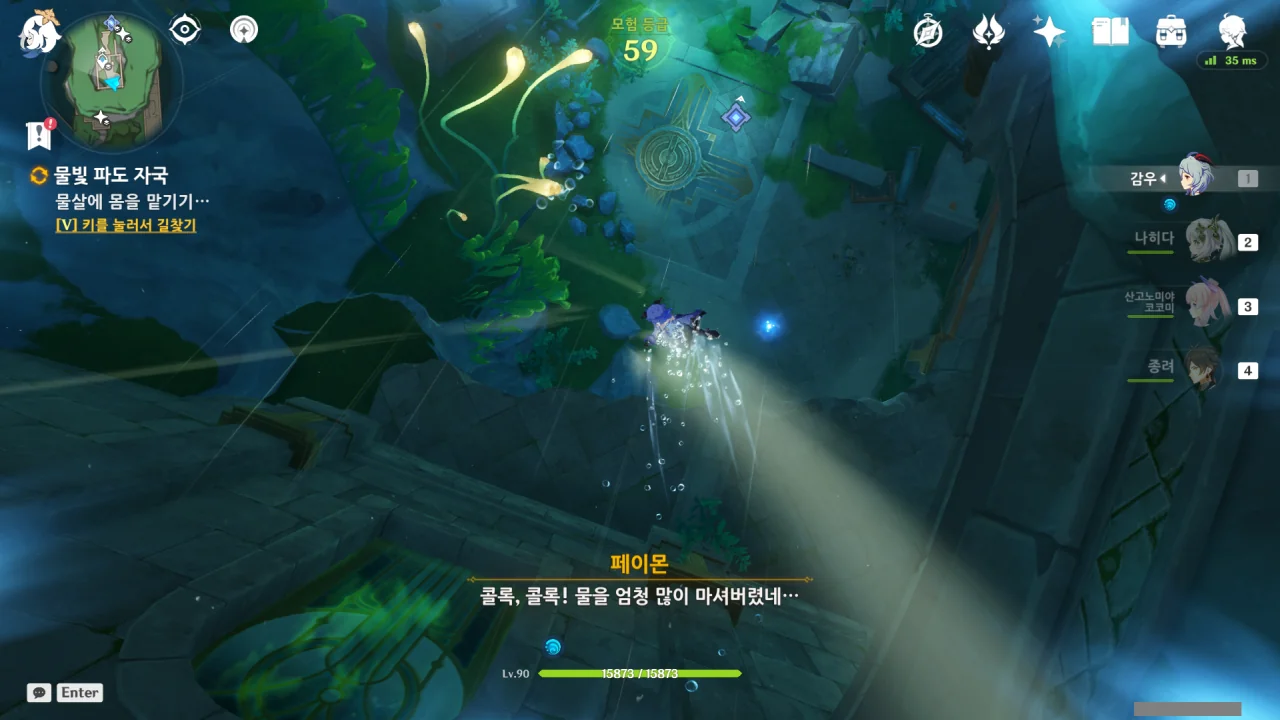 모험 등급
59
35 ms
물빛 파도 자국
물살에 몸을 맡기기…
[V] 키를 눌러서 길찾기
감우
1
나히다
2
산고노미야
코코미
3
종려
4
페이몬
콜록, 콜록! 물을 엄청 많이 마셔버렸네…
Lv.90
15873 / 15873
Enter